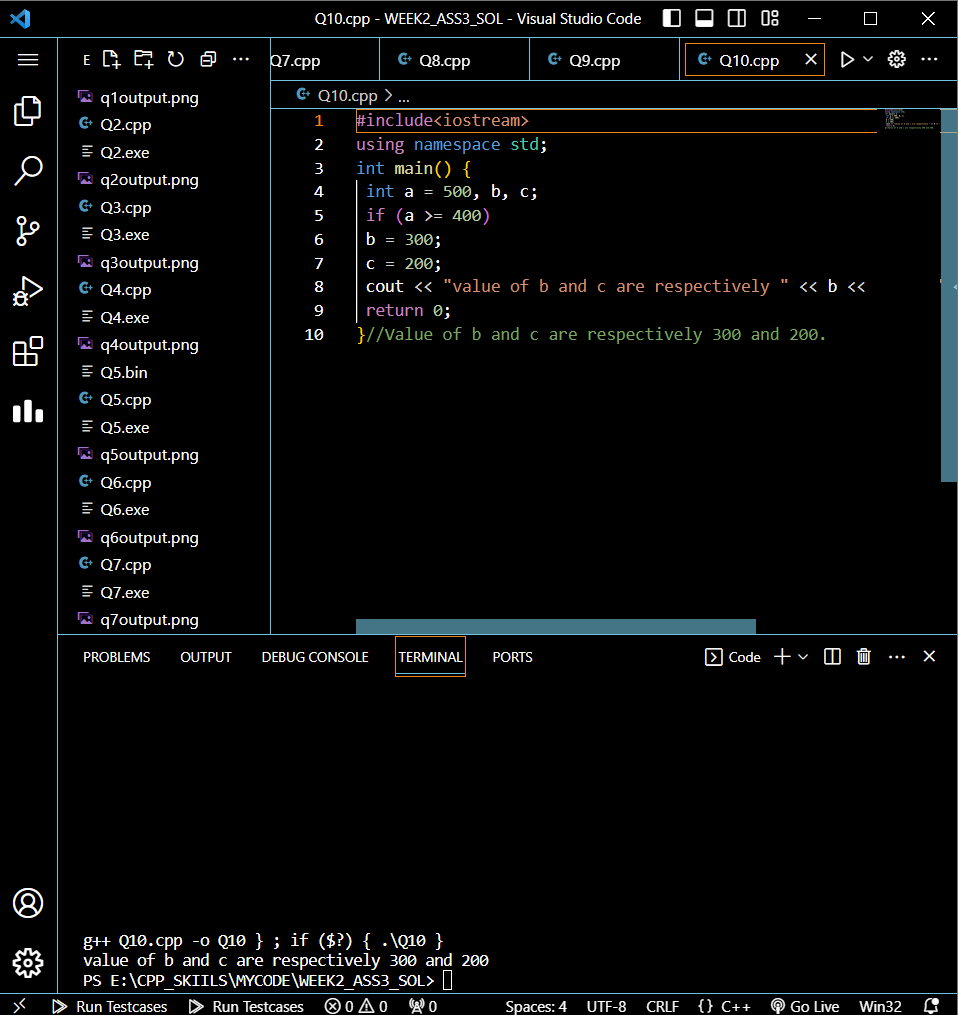 Q10.cpp - WEEK2_ASS3_SOL - Visual Studio Code
E
Q7.cpp
Q8.cpp
Q9.cpp
Q10.cpp
Q10.cpp > ...
q1output.png
Q2.cpp
Q2.exe
q2output.png
Q3.cpp
Q3.exe
q3output.png
Q4.cpp
Q4.exe
q4output.png
Q5.bin
Q5.cpp
Q5.exe
q5output.png
Q6.cpp
Q6.exe
q6output.png
Q7.cpp
Q7.exe
q7output.png
1 #include<iostream>
2 using namespace std;
3 int main() {
4 int a = 500, b, c;
5 if (a >= 400)
6 b = 300;
7 c = 200;
8 cout << "value of b and c are respectively " << b << "
9 return 0;
10 }//Value of b and c are respectively 300 and 200.
PROBLEMS OUTPUT DEBUG CONSOLE TERMINAL PORTS
Code
g++ Q10.cpp -o Q10 } ; if ($?) { .\Q10 }
value of b and c are respectively 300 and 200
PS E:\CPP_SKIILS\MYCODE\WEEK2_ASS3_SOL>
Run Testcases Run Testcases 0 0 0 Spaces: 4 UTF-8 CRLF {} C++ Go Live Win32